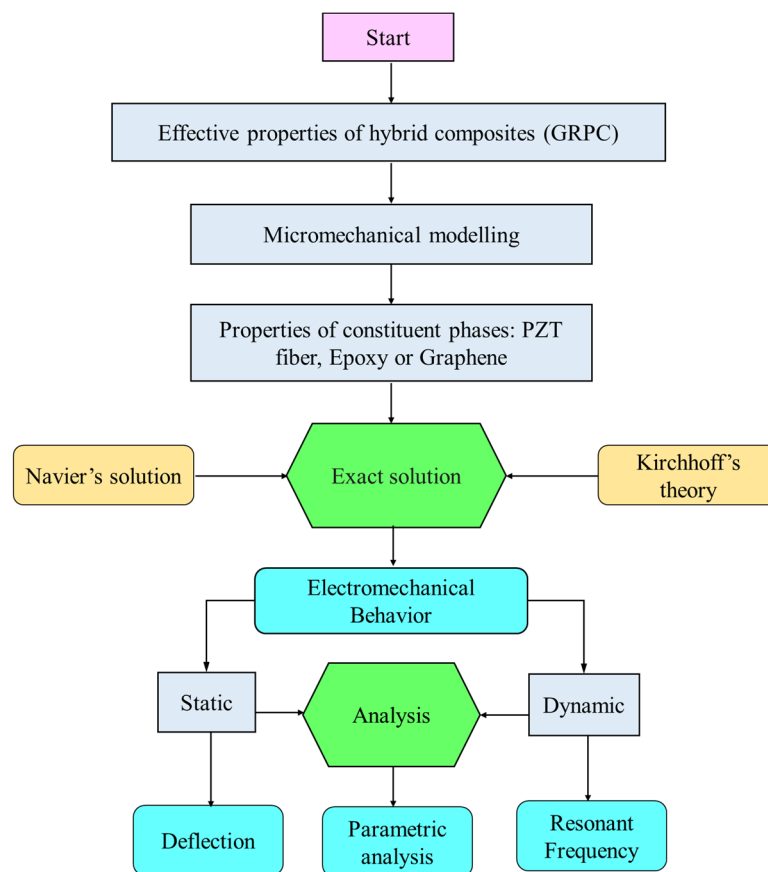 Start
Effective properties of hybrid composites (GRPC)
Micromechanical modelling
Properties of constituent phases: PZT
fiber, Epoxy or Graphene
Navier’s solution
Exact solution
Kirchhoff’s
theory
Electromechanical
Behavior
Static
Analysis
Dynamic
Deflection
Parametric
analysis
Resonant
Frequency